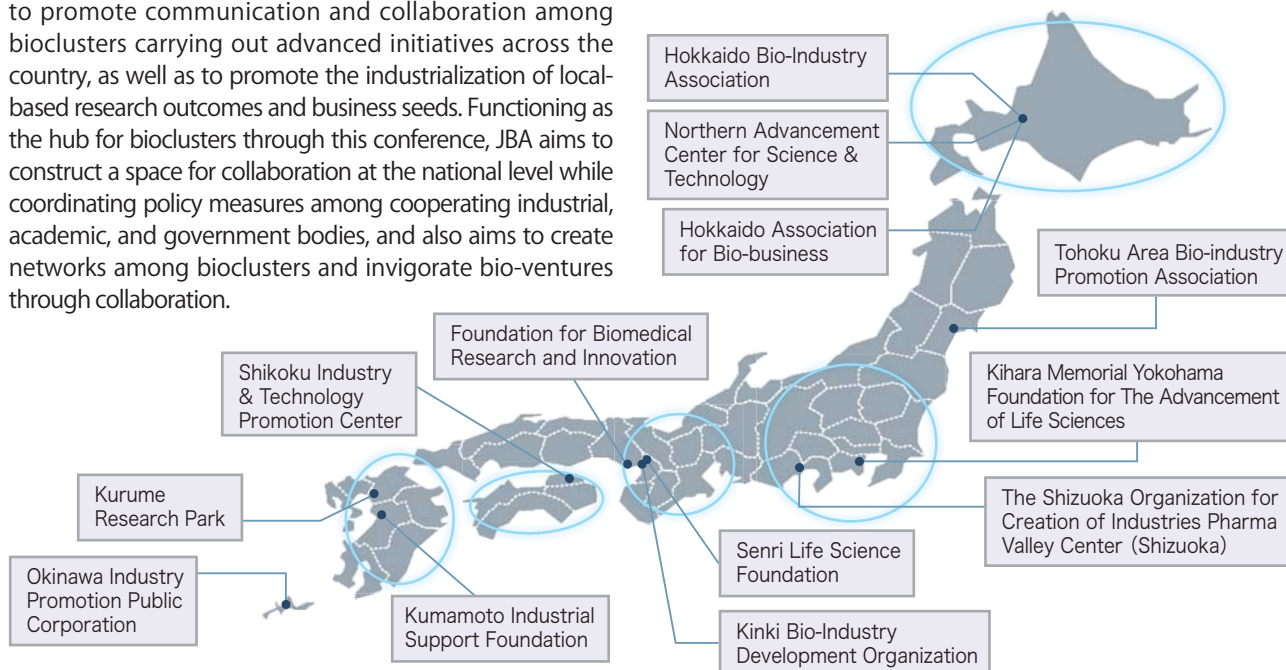 to promote communication and collaboration among
bioclusters carrying out advanced initiatives across the
country, as well as to promote the industrialization of local-
based research outcomes and business seeds. Functioning as
the hub for bioclusters through this conference, JBA aims to
construct a space for collaboration at the national level while
coordinating policy measures among cooperating industrial,
academic, and government bodies, and also aims to create
networks among bioclusters and invigorate bio-ventures
through collaboration.
Hokkaido Bio-Industry
Association
Northern Advancement
Center for Science &
Technology
Hokkaido Association
for Bio-business
Tohoku Area Bio-industry
Promotion Association
Foundation for Biomedical
Research and Innovation
Shikoku Industry
& Technology
Promotion Center
Kihara Memorial Yokohama
Foundation for The Advancement
of Life Sciences
Kurume
Research Park
The Shizuoka Organization for
Creation of Industries Pharma
Valley Center (Shizuoka)
Senri Life Science
Foundation
Okinawa Industry
Promotion Public
Corporation
Kumamoto Industrial
Support Foundation
Kinki Bio-Industry
Development Organization